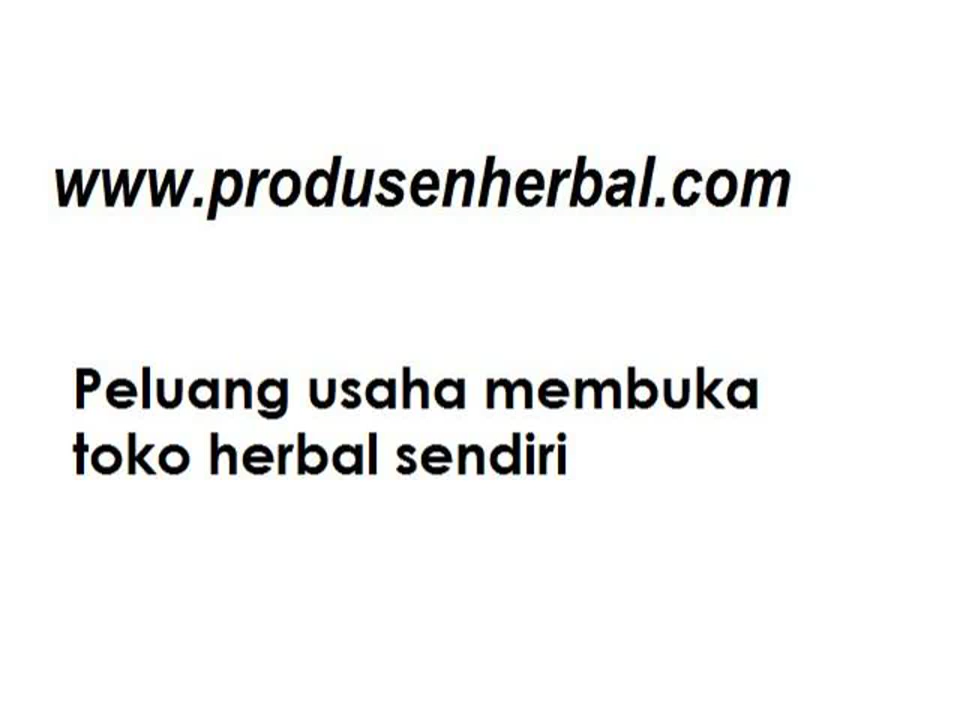 www.produsenherbal.com
Peluang usaha membuka
toko herbal sendiri